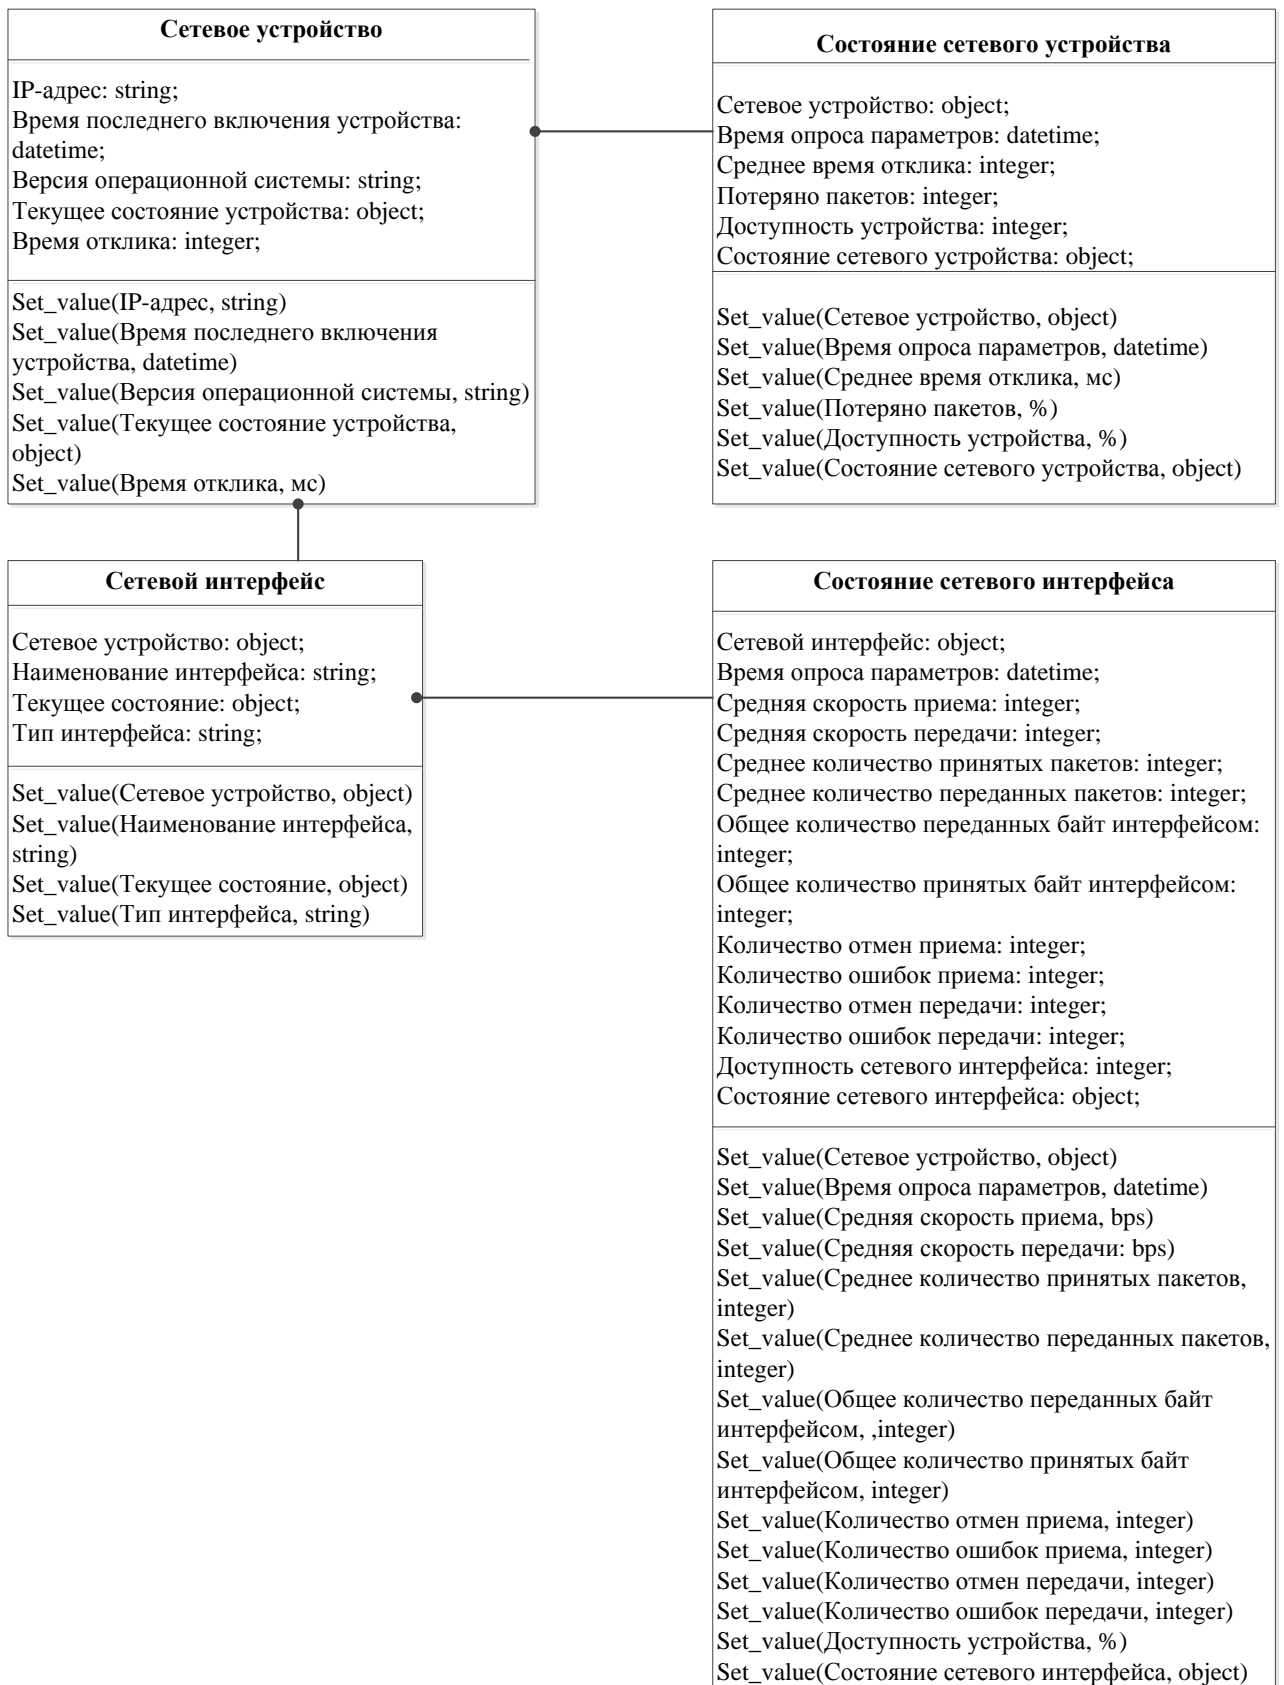 Сетевое устройство
IP-адрес: string;
Время последнего включения устройства:
datetime;
Версия операционной системы: string;
Текущее состояние устройства: object;
Время отклика: integer;
Set_value(IP-адрес, string)
Set_value(Время последнего включения
устройства, datetime)
Set_value(Версия операционной системы, string)
Set_value(Текущее состояние устройства,
object)
Set_value(Время отклика, мс)
Состояние сетевого устройства
Сетевое устройство: object;
Время опроса параметров: datetime;
Среднее время отклика: integer;
Потеряно пакетов: integer;
Доступность устройства: integer;
Состояние сетевого устройства: object;
Set_value(Сетевое устройство, object)
Set_value(Время опроса параметров, datetime)
Set_value(Среднее время отклика, мс)
Set_value(Потеряно пакетов, %)
Set_value(Доступность устройства, %)
Set_value(Состояние сетевого устройства, object)
Сетевой интерфейс
Сетевое устройство: object;
Наименование интерфейса: string;
Текущее состояние: object;
Тип интерфейса: string;
Set_value(Сетевое устройство, object)
Set_value(Наименование интерфейса,
string)
Set_value(Текущее состояние, object)
Set_value(Тип интерфейса, string)
Состояние сетевого интерфейса
Сетевой интерфейс: object;
Время опроса параметров: datetime;
Средняя скорость приема: integer;
Средняя скорость передачи: integer;
Среднее количество принятых пакетов: integer;
Среднее количество переданных пакетов: integer;
Общее количество переданных байт интерфейсом:
integer;
Общее количество принятых байт интерфейсом:
integer;
Количество отмен приема: integer;
Количество ошибок приема: integer;
Количество отмен передачи: integer;
Количество ошибок передачи: integer;
Доступность сетевого интерфейса: integer;
Состояние сетевого интерфейса: object;
Set_value(Сетевое устройство, object)
Set_value(Время опроса параметров, datetime)
Set_value(Средняя скорость приема, bps)
Set_value(Средняя скорость передачи: bps)
Set_value(Среднее количество принятых пакетов,
integer)
Set_value(Среднее количество переданных пакетов,
integer)
Set_value(Общее количество переданных байт
интерфейсом, ,integer)
Set_value(Общее количество принятых байт
интерфейсом, integer)
Set_value(Количество отмен приема, integer)
Set_value(Количество ошибок приема, integer)
Set_value(Количество отмен передачи, integer)
Set_value(Количество ошибок передачи, integer)
Set_value(Доступность устройства, %)
Set_value(Состояние сетевого интерфейса, object)